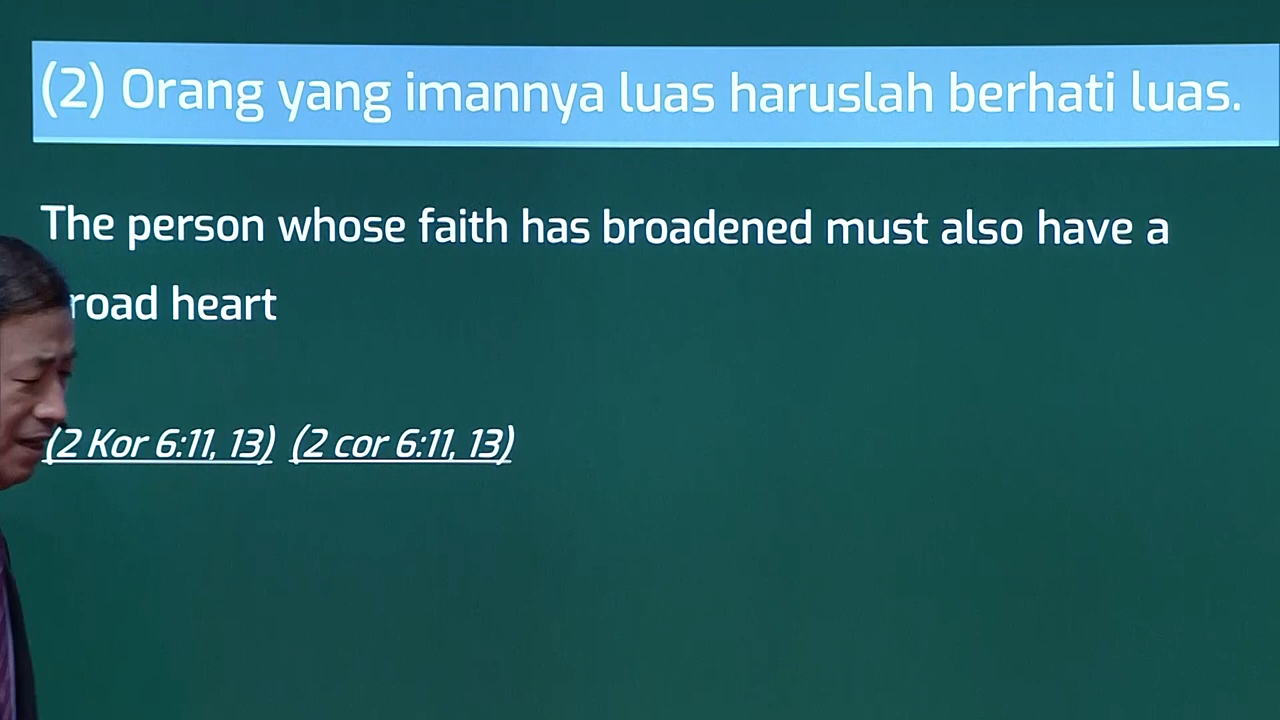 (2) Orang yang imannya luas haruslah berhati luas.
The person whose faith has broadened must also have a
road heart
(2 Kor 6:11, 13) (2 cor 6:11, 13)